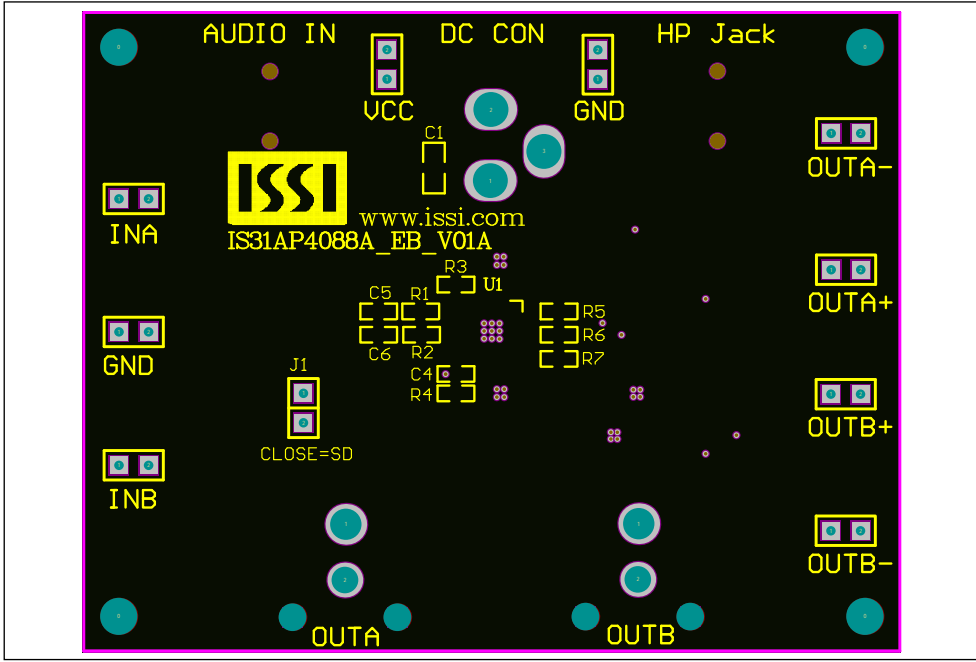 AUDIO IN
DC CON
HP Jack
VCC
GND
C1
OUTA-
ISSI
www.issi.com
IS31AP4088A_EB_V01A
INA
R3
U1
OUTA+
C5
R1
R5
R6
C6
R2
R7
GND
J1
C4
R4
OUTB+
CLOSE=SD
INB
OUTB-
OUTA
OUTB